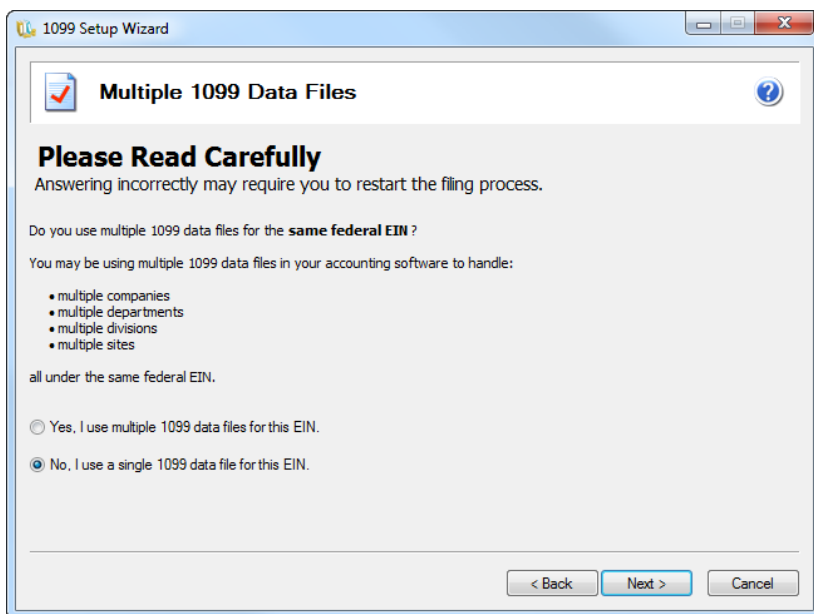 1099 Setup Wizard
Multiple 1099 Data Files
Please Read Carefully
Answering incorrectly may require you to restart the filing process.
Do you use multiple 1099 data files for the same federal EIN ?
You may be using multiple 1099 data files in your accounting software to handle:
• multiple companies
• multiple departments
• multiple divisions
• multiple sites
all under the same federal EIN.
Yes, I use multiple 1099 data files for this EIN.
No, I use a single 1099 data file for this EIN.
< Back Next > Cancel